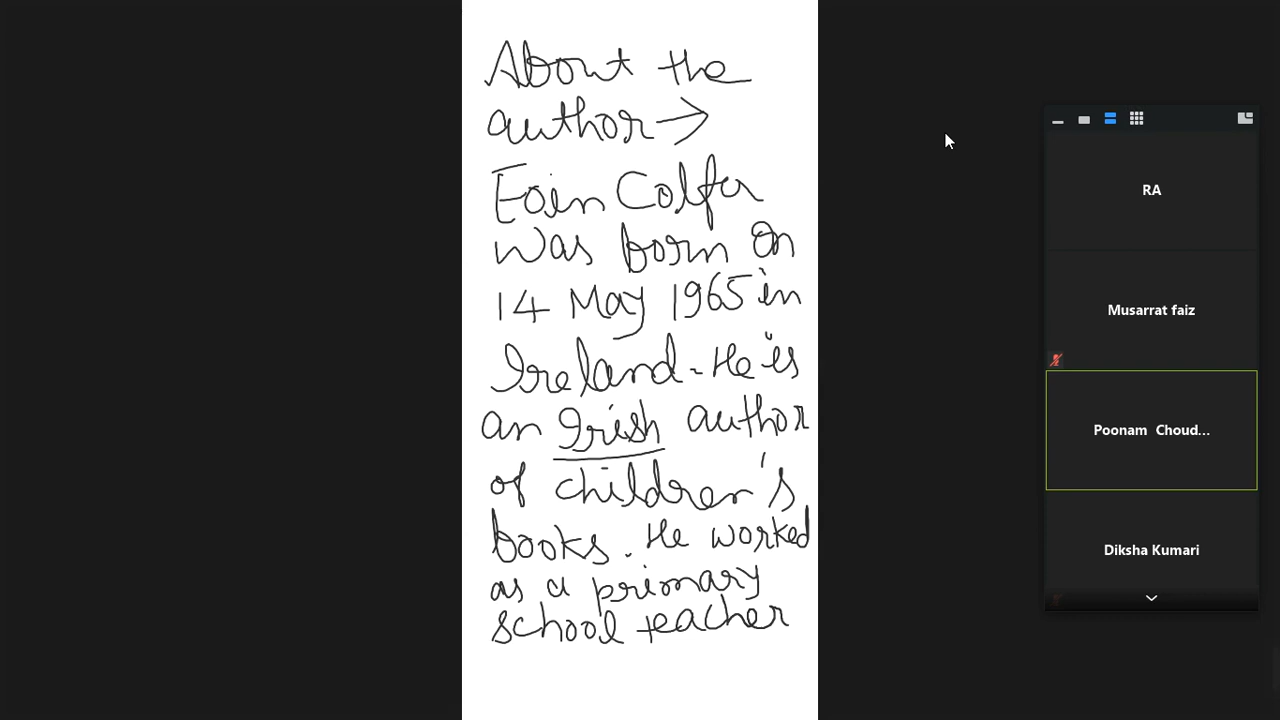 About the
author→
Eoin Colfer
was born on
14 May 1965 in
Ireland. He is
an Irish author
of children's
books. He worked
as a primary
school teacher
RA
Musarrat faiz
Poonam Choud...
Diksha Kumari